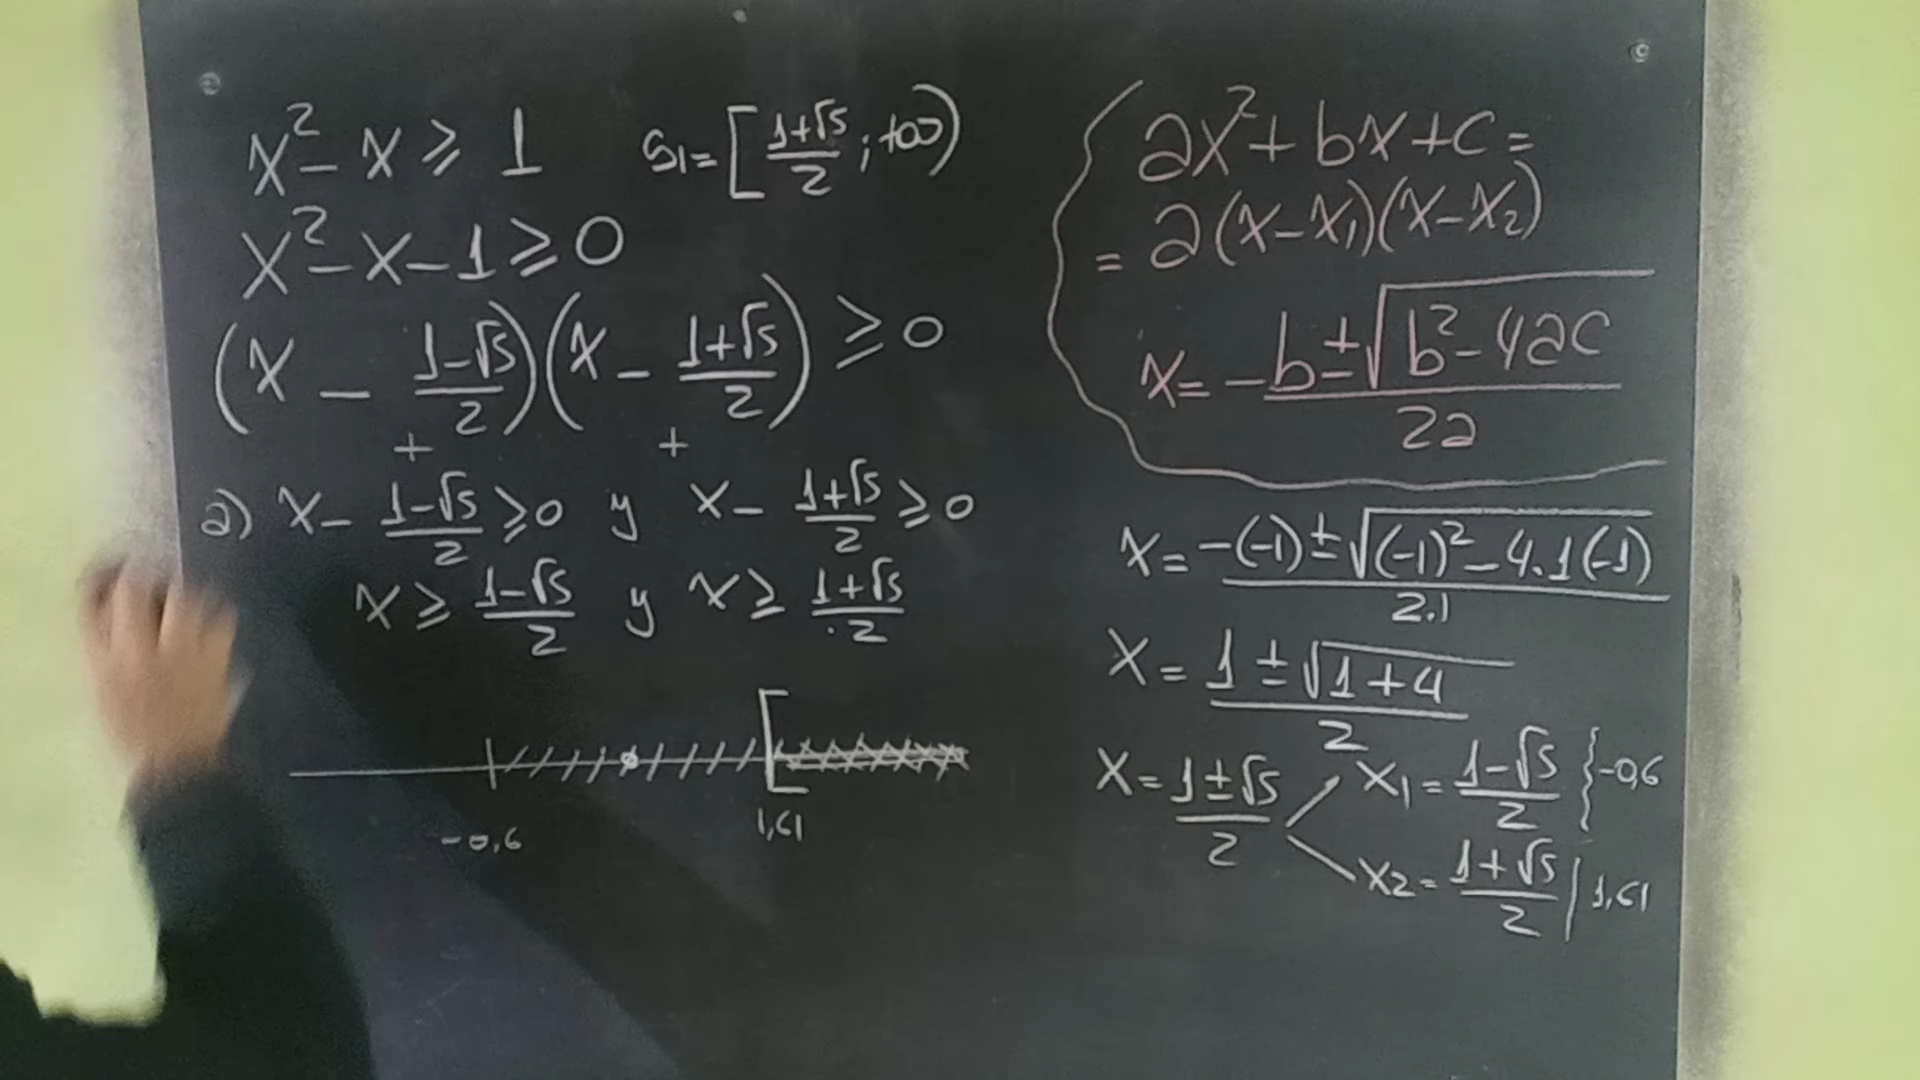 x² - x ≥ 1    S1 = [ (1+√5)/2 ; +∞ )
x² - x - 1 ≥ 0
(x - (1-√5)/2)(x - (1+√5)/2) ≥ 0
+    +
a) x - (1-√5)/2 ≥ 0 y x - (1+√5)/2 ≥ 0
x ≥ (1-√5)/2 y x ≥ (1+√5)/2
-0,6    1,61
ax² + bx + c =
= a(x - x1)(x - x2)
x = (-b ± √(b² - 4ac))/2a
x = (-(-1) ± √((-1)² - 4.1(-1)))/2.1
x = (1 ± √(1+4))/2
x = (1 ± √5)/2
x1 = (1-√5)/2 } -0,6
x2 = (1+√5)/2 | 1,61